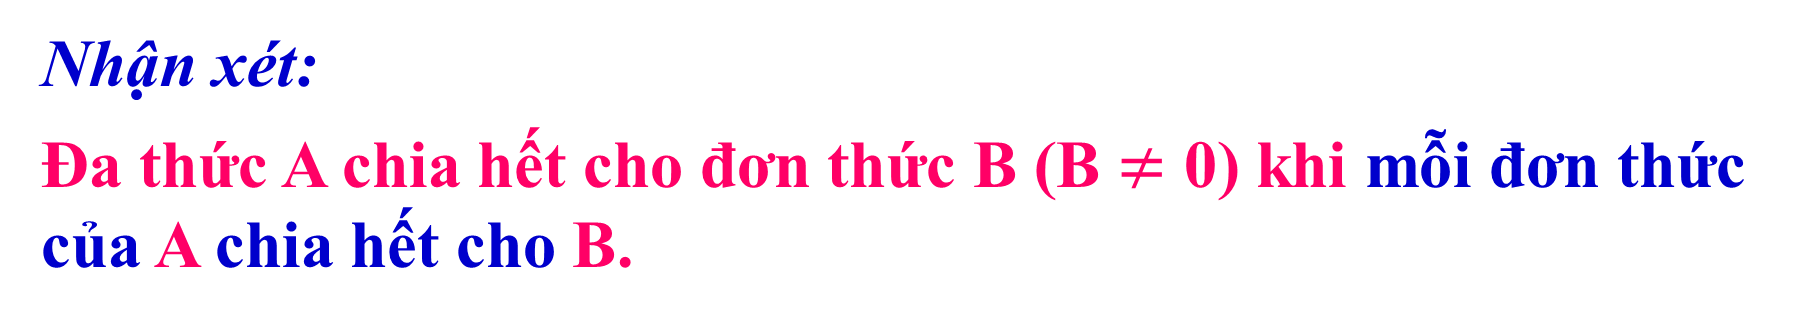 Nhận xét:
Đa thức A chia hết cho đơn thức B (B ≠ 0) khi mỗi đơn thức
của A chia hết cho B.